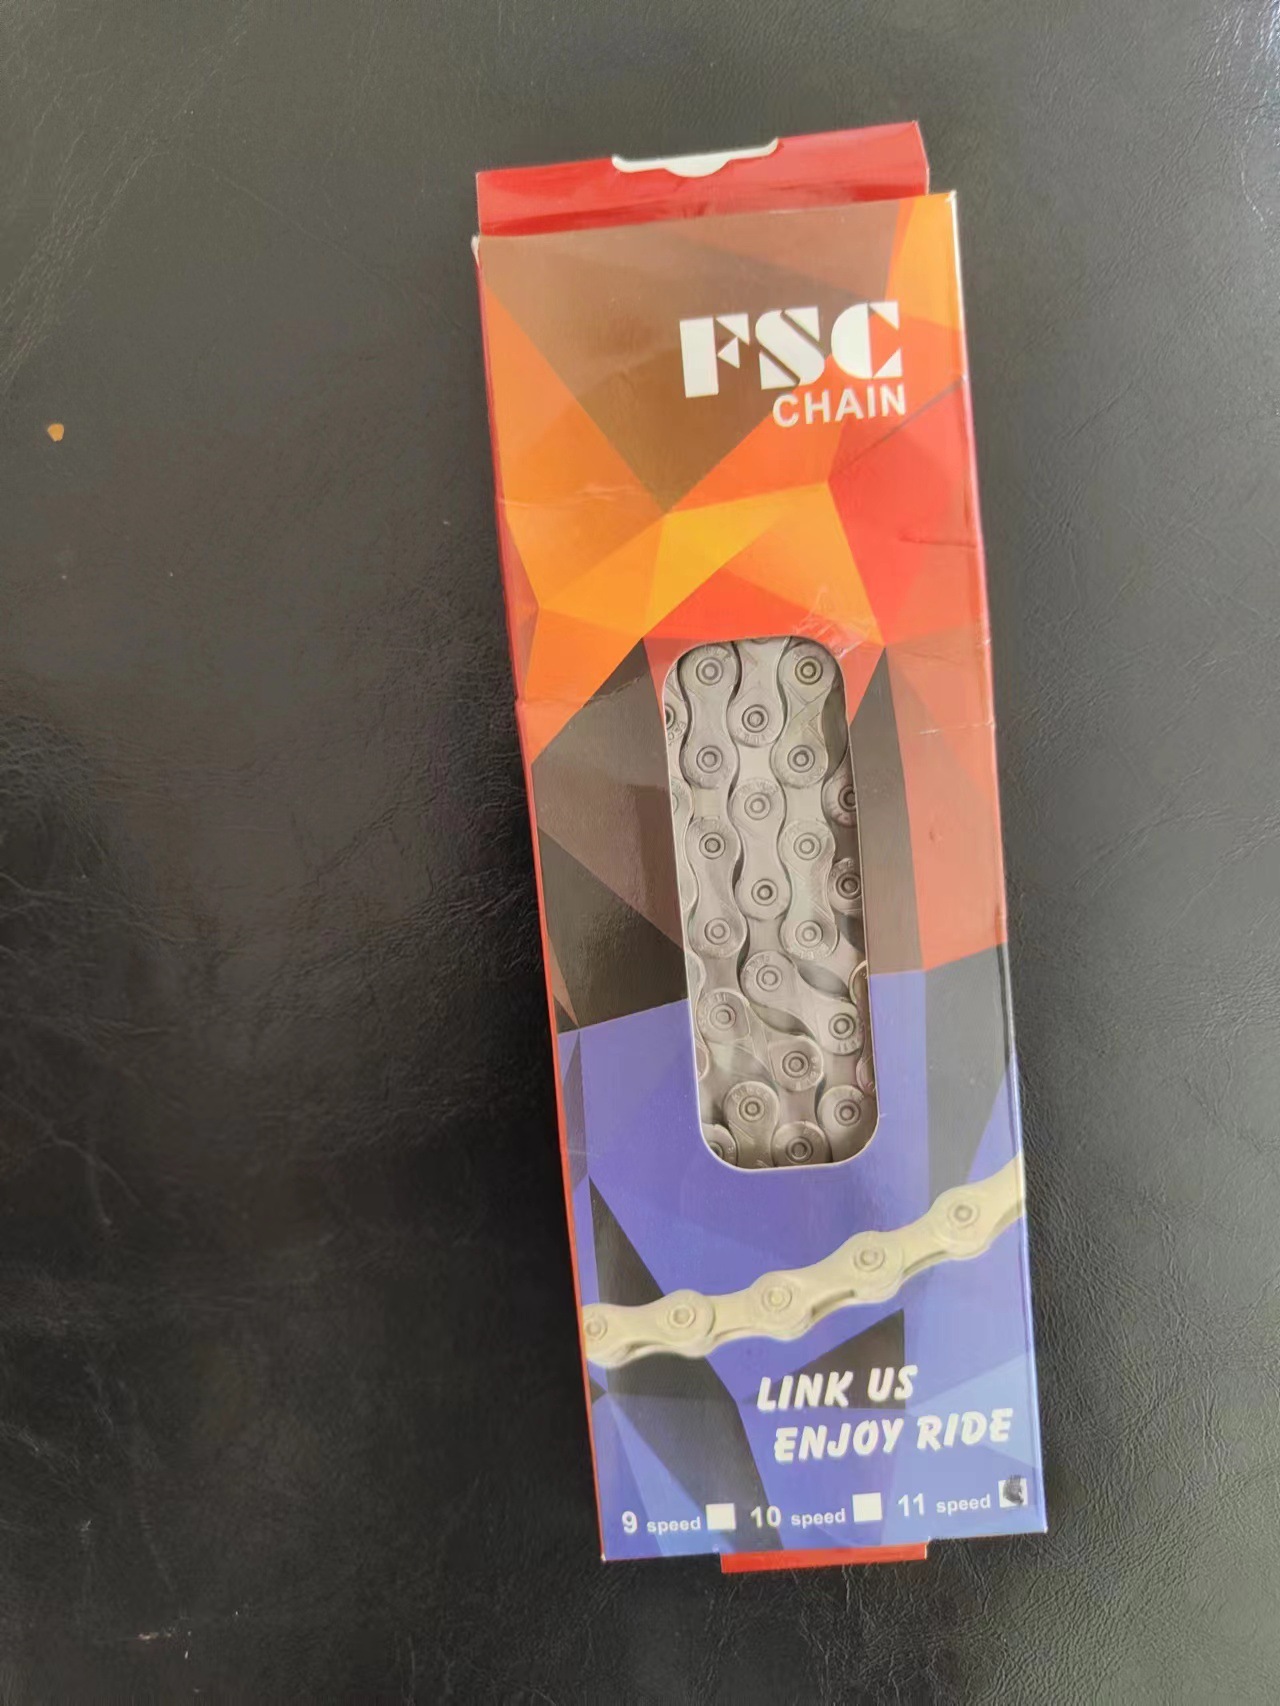 FSC
CHAIN
LINK US
ENJOY RIDE
9 speed 10 speed 11 speed